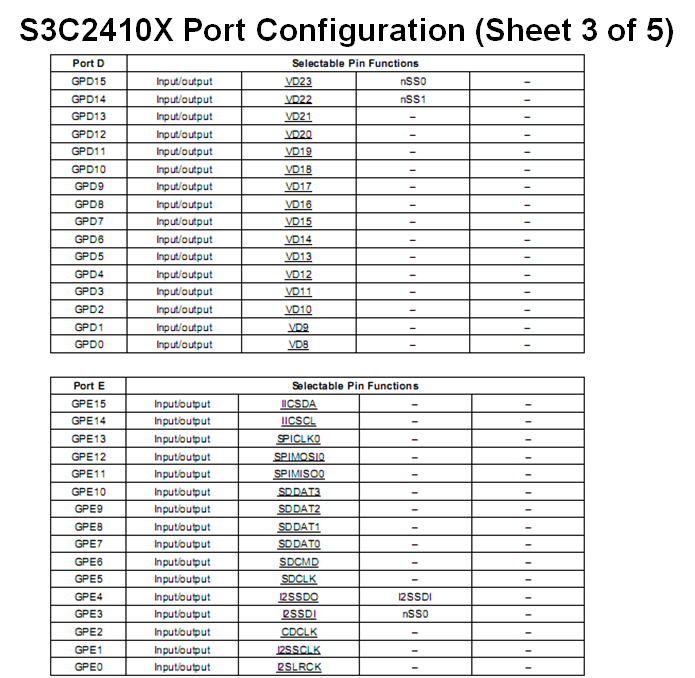 S3C2410X Port Configuration (Sheet 3 of 5)
Port D Selectable Pin Functions
GPD15 Input/output VD23 nSS0 –
GPD14 Input/output VD22 nSS1 –
GPD13 Input/output VD21 – –
GPD12 Input/output VD20 – –
GPD11 Input/output VD19 – –
GPD10 Input/output VD18 – –
GPD9 Input/output VD17 – –
GPD8 Input/output VD16 – –
GPD7 Input/output VD15 – –
GPD6 Input/output VD14 – –
GPD5 Input/output VD13 – –
GPD4 Input/output VD12 – –
GPD3 Input/output VD11 – –
GPD2 Input/output VD10 – –
GPD1 Input/output VD9 – –
GPD0 Input/output VD8 – –
Port E Selectable Pin Functions
GPE15 Input/output IICSDA – –
GPE14 Input/output IICSCL – –
GPE13 Input/output SPICLK0 – –
GPE12 Input/output SPIMOSI0 – –
GPE11 Input/output SPIMISO0 – –
GPE10 Input/output SDDAT3 – –
GPE9 Input/output SDDAT2 – –
GPE8 Input/output SDDAT1 – –
GPE7 Input/output SDDAT0 – –
GPE6 Input/output SDCMD – –
GPE5 Input/output SDCLK – –
GPE4 Input/output I2SSDO I2SSDI –
GPE3 Input/output I2SSDI nSS0 –
GPE2 Input/output CDCLK – –
GPE1 Input/output I2SSCLK – –
GPE0 Input/output I2SLRCK – –